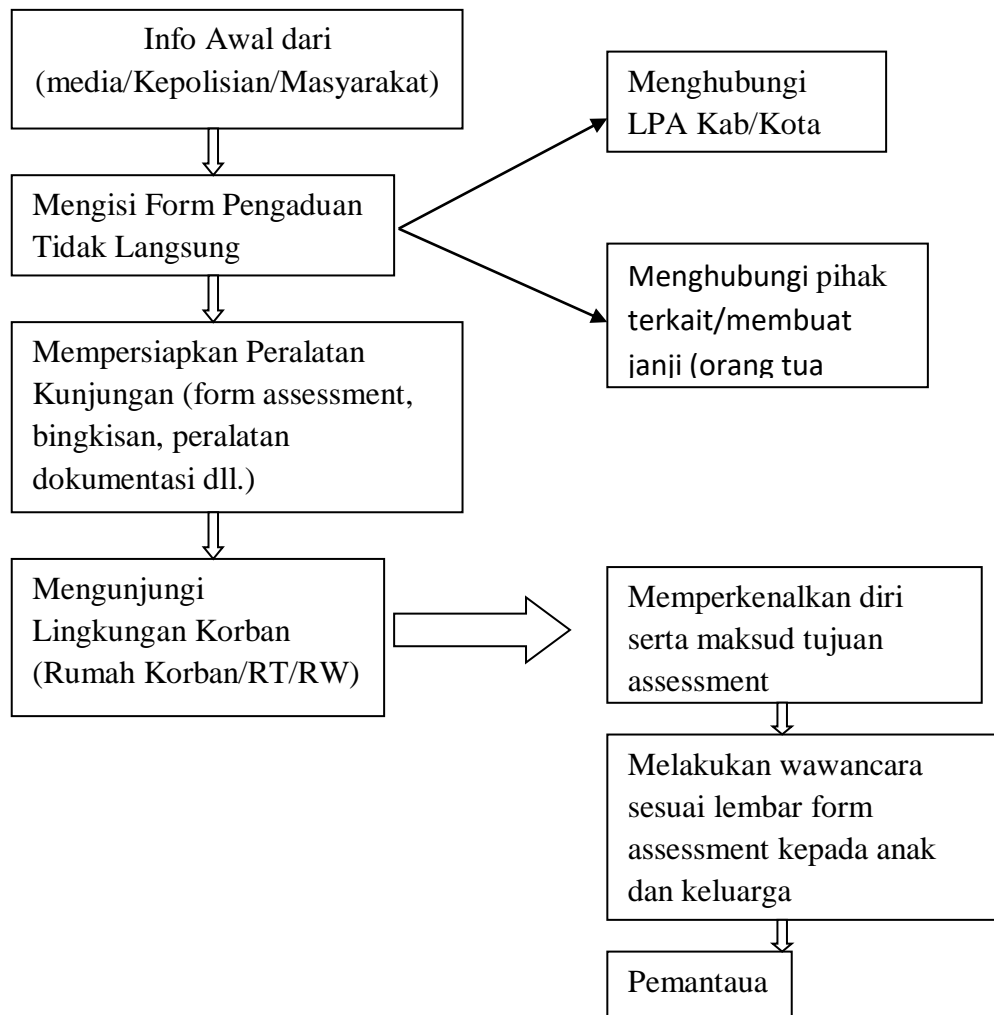 Info Awal dari
(media/Kepolisian/Masyarakat)
Menghubungi
LPA Kab/Kota
Mengisi Form Pengaduan
Tidak Langsung
Menghubungi pihak
terkait/membuat
janji (orang tua
Mempersiapkan Peralatan
Kunjungan (form assessment,
bingkisan, peralatan
dokumentasi dll.)
Mengunjungi
Lingkungan Korban
(Rumah Korban/RT/RW)
Memperkenalkan diri
serta maksud tujuan
assessment
Melakukan wawancara
sesuai lembar form
assessment kepada anak
dan keluarga
Pemantaua